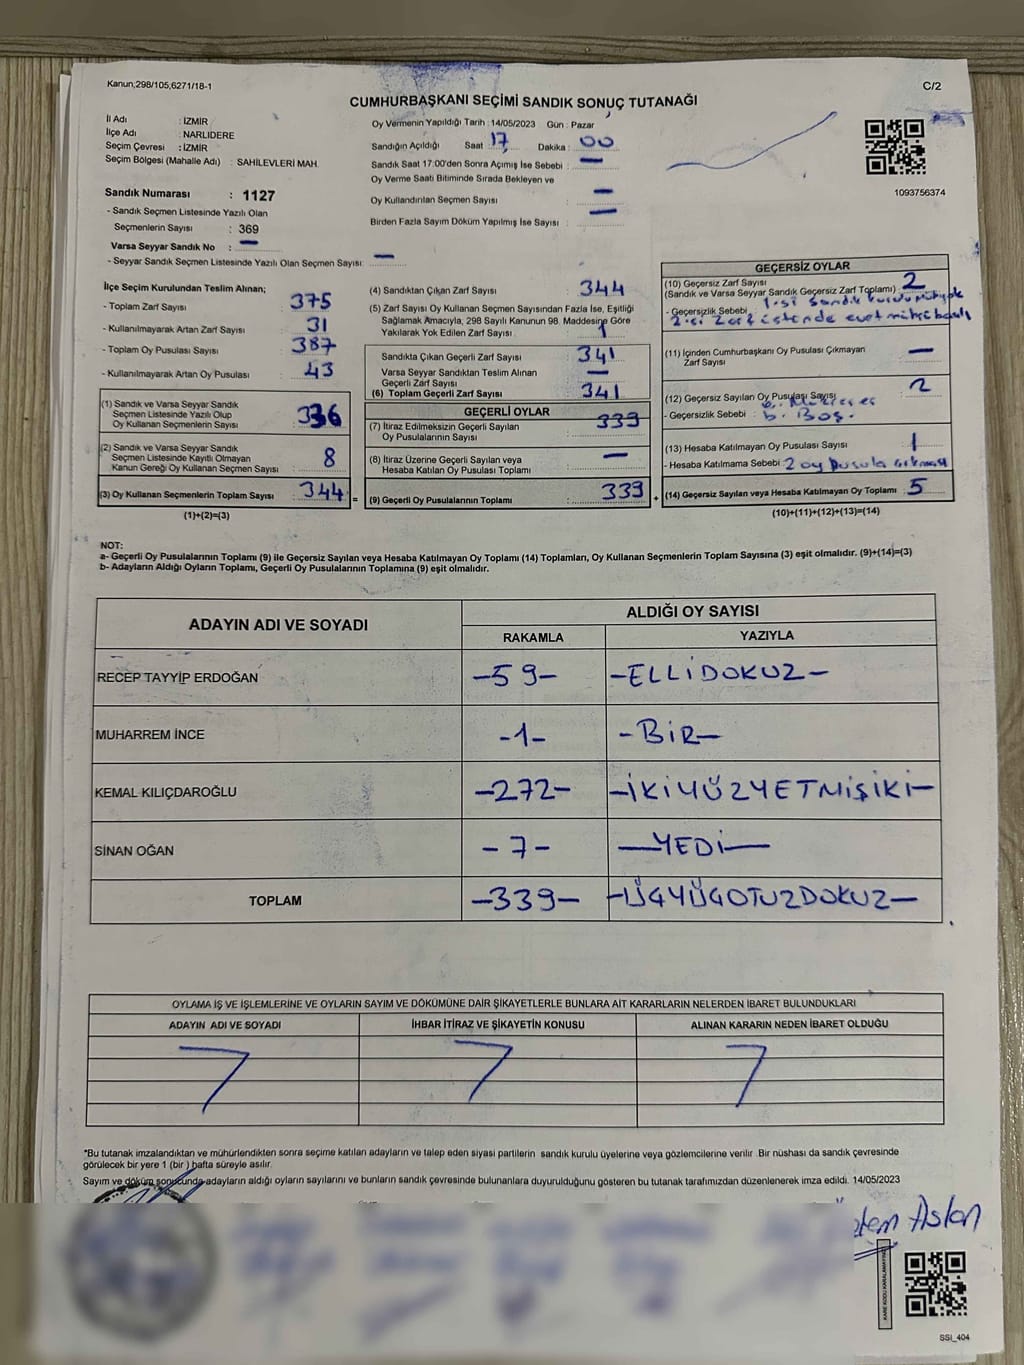 Kanun,298/105,6271/18-1
C/2
CUMHURBAŞKANI SEÇİMİ SANDIK SONUÇ TUTANAĞI
İl Adı : İZMİR
İlçe Adı : NARLIDERE
Seçim Çevresi : İZMİR
Seçim Bölgesi (Mahalle Adı) : SAHİLEVLERİ MAH.
Oy Vermenin Yapıldığı Tarih : 14/05/2023 Gün : Pazar
Sandığın Açıldığı Saat 17 Dakika : 00
Sandık Saat 17:00'den Sonra Açımış İse Sebebi : —
Oy Verme Saati Bitiminde Sırada Bekleyen ve
Oy Kullandırılan Seçmen Sayısı : —
Birden Fazla Sayım Döküm Yapılmış İse Sayısı : —
1093756374
Sandık Numarası : 1127
- Sandık Seçmen Listesinde Yazılı Olan
Seçmenlerin Sayısı : 369
Varsa Seyyar Sandık No : —
- Seyyar Sandık Seçmen Listesinde Yazılı Olan Seçmen Sayısı: —
İlçe Seçim Kurulundan Teslim Alınan;
- Toplam Zarf Sayısı : 375
- Kullanılmayarak Artan Zarf Sayısı : 31
- Toplam Oy Pusulası Sayısı : 387
- Kullanılmayarak Artan Oy Pusulası : 43
(1) Sandık ve Varsa Seyyar Sandık
Seçmen Listesinde Yazılı Olup
Oy Kullanan Seçmenlerin Sayısı : 336
(2) Sandık ve Varsa Seyyar Sandık
Seçmen Listesinde Kayıtlı Olmayan
Kanun Gereği Oy Kullanan Seçmen Sayısı : 8
(3) Oy Kullanan Seçmenlerin Toplam Sayısı : 344 =
(1)+(2)=(3)
(4) Sandıktan Çıkan Zarf Sayısı : 344
(5) Zarf Sayısı Oy Kullanan Seçmen Sayısından Fazla İse, Eşitliği
Sağlamak Amacıyla, 298 Sayılı Kanunun 98. Maddesine Göre
Yakılarak Yok Edilen Zarf Sayısı : 1
Sandıkta Çıkan Geçerli Zarf Sayısı : 341
Varsa Seyyar Sandıktan Teslim Alınan
Geçerli Zarf Sayısı : —
(6) Toplam Geçerli Zarf Sayısı : 341
GEÇERLİ OYLAR
(7) İtiraz Edilmeksizin Geçerli Sayılan
Oy Pusulalarının Sayısı : 339
(8) İtiraz Üzerine Geçerli Sayılan veya
Hesaba Katılan Oy Pusulası Toplamı : —
(9) Geçerli Oy Pusulalarının Toplamı : 339 +
GEÇERSİZ OYLAR
(10) Geçersiz Zarf Sayısı
(Sandık ve Varsa Seyyar Sandık Geçersiz Zarf Toplamı) : 2
- Geçersizlik Sebebi : 1.si Sandık kurulu mührü yok
2.si Zarf üstünde evet mührü basılı
(11) İçinden Cumhurbaşkanı Oy Pusulası Çıkmayan
Zarf Sayısı : —
(12) Geçersiz Sayılan Oy Pusulası Sayısı : 2
- Geçersizlik Sebebi : b. Boş.
(13) Hesaba Katılmayan Oy Pusulası Sayısı : 1
- Hesaba Katılmama Sebebi : 2 oy pusula çıkması
(14) Geçersiz Sayılan veya Hesaba Katılmayan Oy Toplamı : 5
(10)+(11)+(12)+(13)=(14)
NOT:
a- Geçerli Oy Pusulalarının Toplamı (9) ile Geçersiz Sayılan veya Hesaba Katılmayan Oy Toplamı (14) Toplamları, Oy Kullanan Seçmenlerin Toplam Sayısına (3) eşit olmalıdır. (9)+(14)=(3)
b- Adayların Aldığı Oyların Toplamı, Geçerli Oy Pusulalarının Toplamına (9) eşit olmalıdır.
ADAYIN ADI VE SOYADI
ALDIĞI OY SAYISI
RAKAMLA YAZIYLA
RECEP TAYYİP ERDOĞAN -59- -ELLİDOKUZ-
MUHARREM İNCE -1- -BİR-
KEMAL KILIÇDAROĞLU -272- -İKİYÜZYETMİŞİKİ-
SİNAN OĞAN -7- -YEDİ-
TOPLAM -339- -ÜÇYÜZOTUZDOKUZ-
OYLAMA İŞ VE İŞLEMLERİNE VE OYLARIN SAYIM VE DÖKÜMÜNE DAİR ŞİKAYETLERLE BUNLARA AİT KARARLARIN NELERDEN İBARET BULUNDUKLARI
ADAYIN ADI VE SOYADI İHBAR İTİRAZ VE ŞİKAYETİN KONUSU ALINAN KARARIN NEDEN İBARET OLDUĞU
*Bu tutanak imzalandıktan ve mühürlendikten sonra seçime katılan adayların ve talep eden siyasi partilerin sandık kurulu üyelerine veya gözlemcilerine verilir. Bir nüshası da sandık çevresinde
görülecek bir yere 1 (bir ) hafta süreyle asılır.
Sayım ve döküm sonucunda adayların aldığı oyların sayılarını ve bunların sandık çevresinde bulunanlara duyurulduğunu gösteren bu tutanak tarafımızdan düzenlenerek imza edildi. 14/05/2023
Aslan
SSI_404